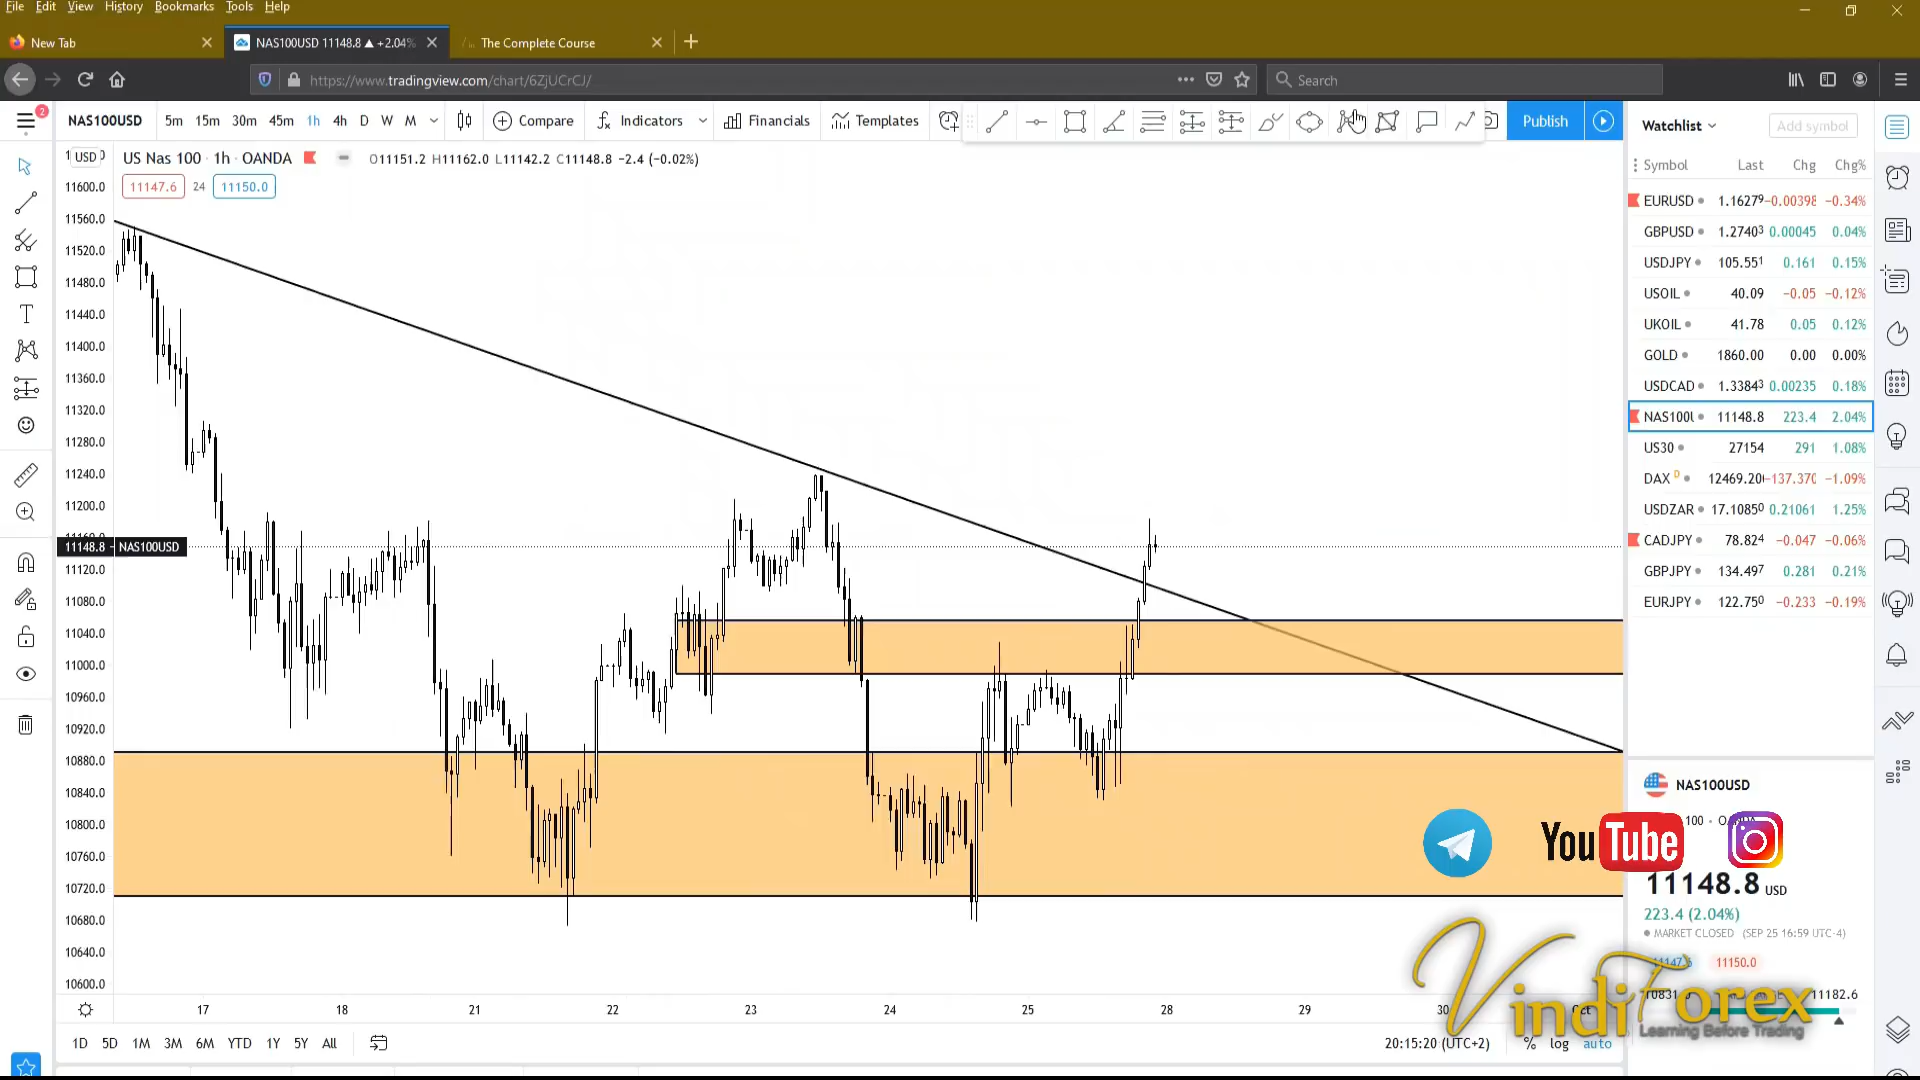 File Edit View History Bookmarks Tools Help
New Tab
NAS100USD 11148.8 ▲ +2.04%
The Complete Course
https://www.tradingview.com/chart/6ZjUCrCJ/
Search
2
NAS100USD 5m 15m 30m 45m 1h 4h D W M
Compare
Indicators
Financials
Templates
Publish
Watchlist
Add symbol
USD
US Nas 100 · 1h · OANDA
O11151.2 H11162.0 L11142.2 C11148.8 −2.4 (−0.02%)
11147.6 24 11150.0
11600.0
11560.0
11520.0
11480.0
11440.0
11400.0
11360.0
11320.0
11280.0
11240.0
11200.0
11148.8 NAS100USD
11120.0
11080.0
11040.0
11000.0
10960.0
10920.0
10880.0
10840.0
10800.0
10760.0
10720.0
10680.0
10640.0
10600.0
17 18 21 22 23 24 25 28 29
1D 5D 1M 3M 6M YTD 1Y 5Y All
20:15:20 (UTC+2) % log auto
Symbol Last Chg Chg%
EURUSD 1.16279 −0.00398 −0.34%
GBPUSD 1.27403 0.00045 0.04%
USDJPY 105.551 0.161 0.15%
USOIL 40.09 −0.05 −0.12%
UKOIL 41.78 0.05 0.12%
GOLD 1860.00 0.00 0.00%
USDCAD 1.33843 0.00235 0.18%
NAS100U 11148.8 223.4 2.04%
US30 27154 291 1.08%
DAX D 12469.20 −137.370 −1.09%
USDZAR 17.10850 0.21061 1.25%
CADJPY 78.824 −0.047 −0.06%
GBPJPY 134.497 0.281 0.21%
EURJPY 122.750 −0.233 −0.19%
NAS100USD
100 · OANDA
YouTube
11148.8 USD
223.4 (2.04%)
MARKET CLOSED (SEP 25 16:59 UTC-4)
11147.6 11150.0
11182.6
VindiForex
Learning Before Trading